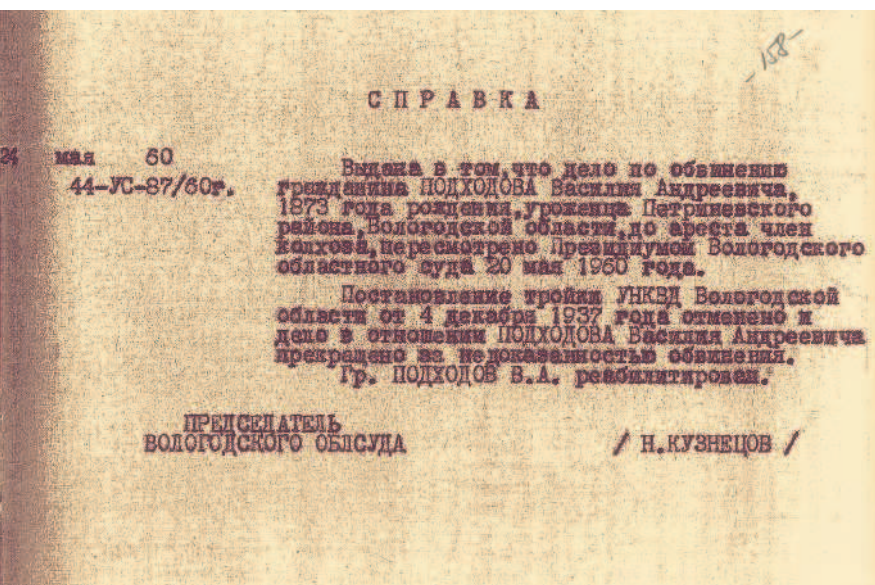 -158-
СПРАВКА
24 мая 60
44-УС-87/60г.
Выдана в том,что дело по обвинению
гражданина ПОДХОДОВА Василия Андреевича,
1873 года рождения,уроженца Петриневского
района,Вологодской области,до ареста член
колхоза,пересмотрено Президиумом Вологодского
областного суда 20 мая 1960 года.
Постановление тройки УНКВД Вологодской
области от 4 декабря 1937 года отменено и
дело в отношении ПОДХОДОВА Василия Андреевича
прекращено за недоказанностью обвинения.
Гр. ПОДХОДОВ В.А. реабилитирован.
ПРЕДСЕДАТЕЛЬ
ВОЛОГОДСКОГО ОБЛСУДА / Н.КУЗНЕЦОВ /